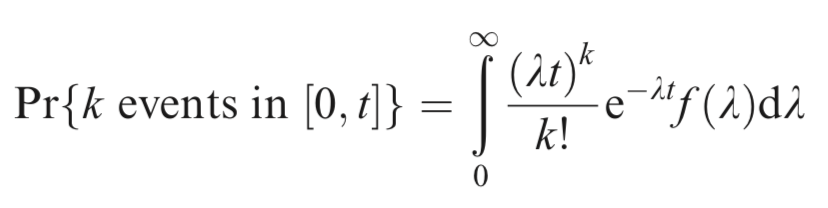 Pr{k events in [0, t]} = ∫₀^∞ (λt)^k / k! e^{−λt} f(λ)dλ